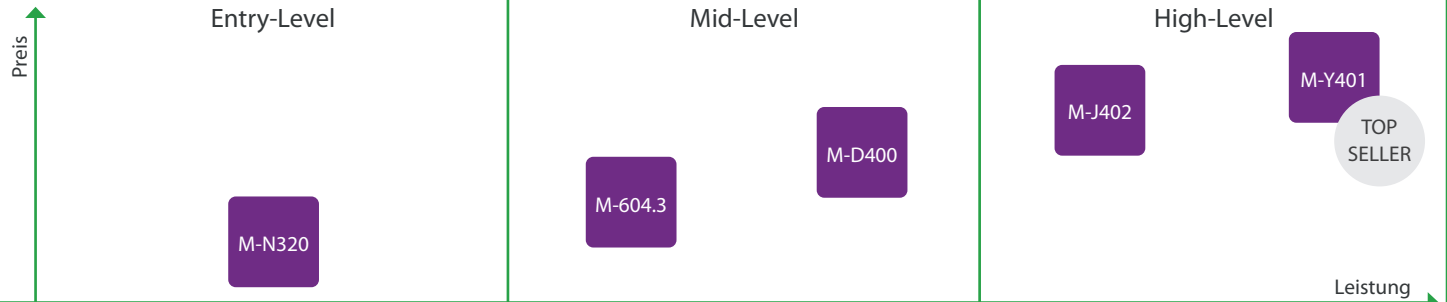 Preis
Entry-Level
Mid-Level
High-Level
M-N320
M-604.3
M-D400
M-J402
M-Y401
TOP
SELLER
Leistung